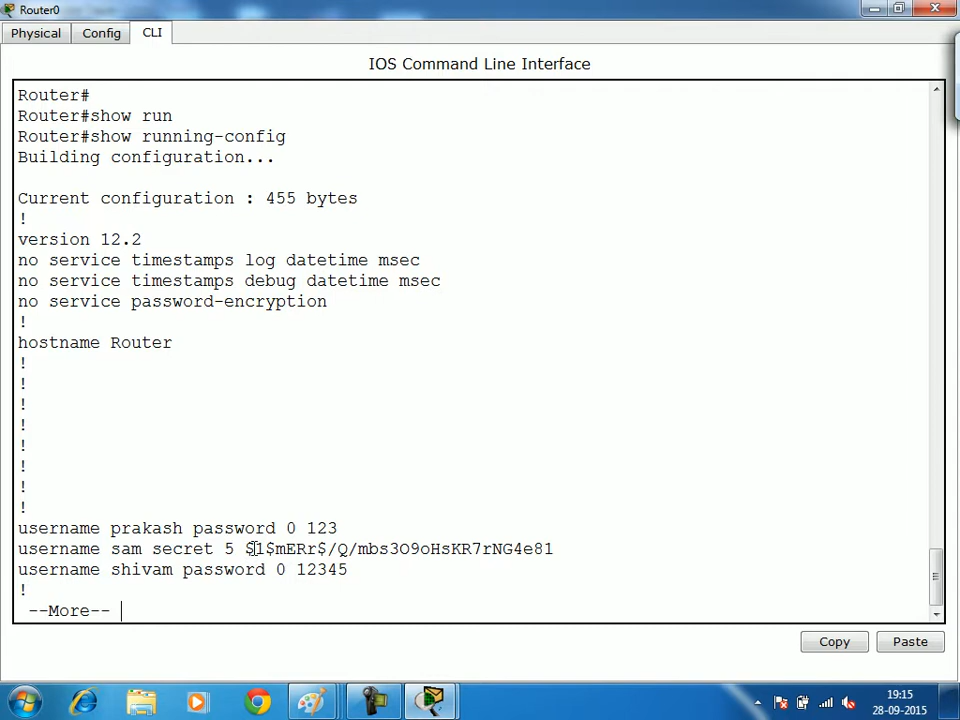 Router0
Physical Config CLI
IOS Command Line Interface
Router#
Router#show run
Router#show running-config
Building configuration...
Current configuration : 455 bytes
!
version 12.2
no service timestamps log datetime msec
no service timestamps debug datetime msec
no service password-encryption
!
hostname Router
!
!
!
!
!
!
!
!
username prakash password 0 123
username sam secret 5 $1$mERr$/Q/mbs3O9oHsKR7rNG4e81
username shivam password 0 12345
!
--More--
Copy Paste
19:15
28-09-2015